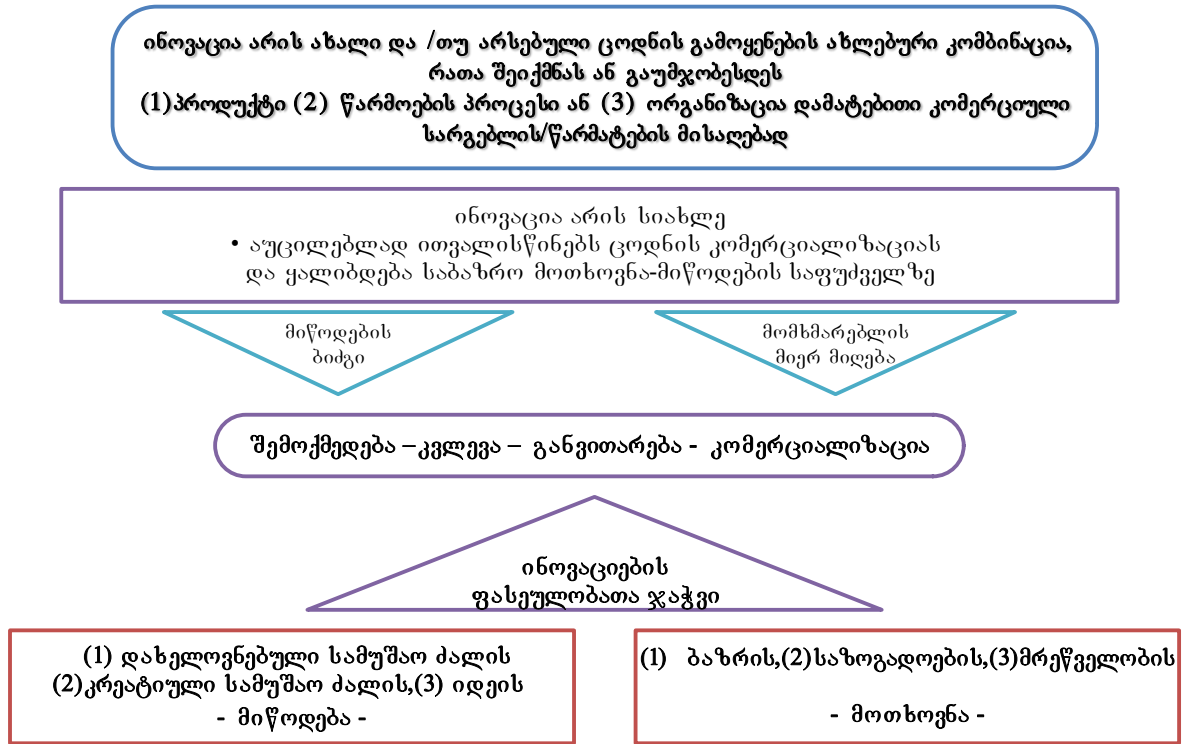 ინოვაცია არის ახალი და /თუ არსებული ცოდნის გამოყენების ახლებური კომბინაცია,
რათა შეიქმნას ან გაუმჯობესდეს
(1)პროდუქტი (2) წარმოების პროცესი ან (3) ორგანიზაცია დამატებითი კომერციული
სარგებლის/წარმატების მისაღებად
ინოვაცია არის სიახლე
• აუცილებლად ითვალისწინებს ცოდნის კომერციალიზაციას
და ყალიბდება საბაზრო მოთხოვნა-მიწოდების საფუძველზე
მიწოდების
ბიძგი
მომხმარებლის
მიერ მიღება
შემოქმედება –კვლევა – განვითარება - კომერციალიზაცია
ინოვაციების
ფასეულობათა ჯაჭვი
(1) დახელოვნებული სამუშაო ძალის
(2)კრეატიული სამუშაო ძალის,(3) იდეის
- მიწოდება -
(1) ბაზრის,(2)საზოგადოების,(3)მრეწველობის
- მოთხოვნა -